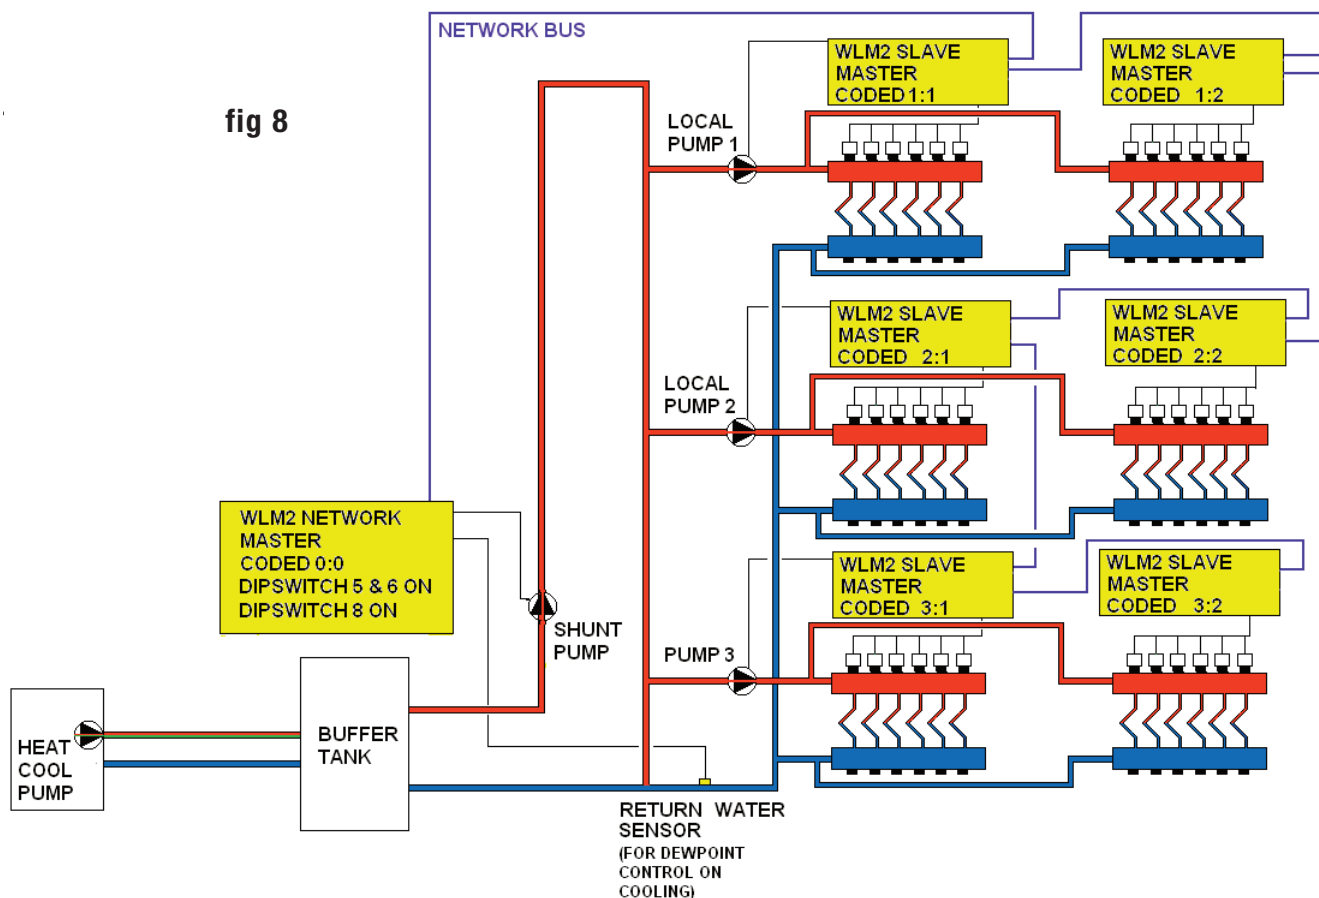 NETWORK BUS
fig 8
WLM2 SLAVE
MASTER
CODED 1:1
WLM2 SLAVE
MASTER
CODED 1:2
LOCAL
PUMP 1
WLM2 SLAVE
MASTER
CODED 2:1
WLM2 SLAVE
MASTER
CODED 2:2
LOCAL
PUMP 2
WLM2 NETWORK
MASTER
CODED 0:0
DIPSWITCH 5 & 6 ON
DIPSWITCH 8 ON
WLM2 SLAVE
MASTER
CODED 3:1
WLM2 SLAVE
MASTER
CODED 3:2
SHUNT
PUMP
PUMP 3
HEAT
COOL
PUMP
BUFFER
TANK
RETURN WATER
SENSOR
(FOR DEWPOINT
CONTROL ON
COOLING)